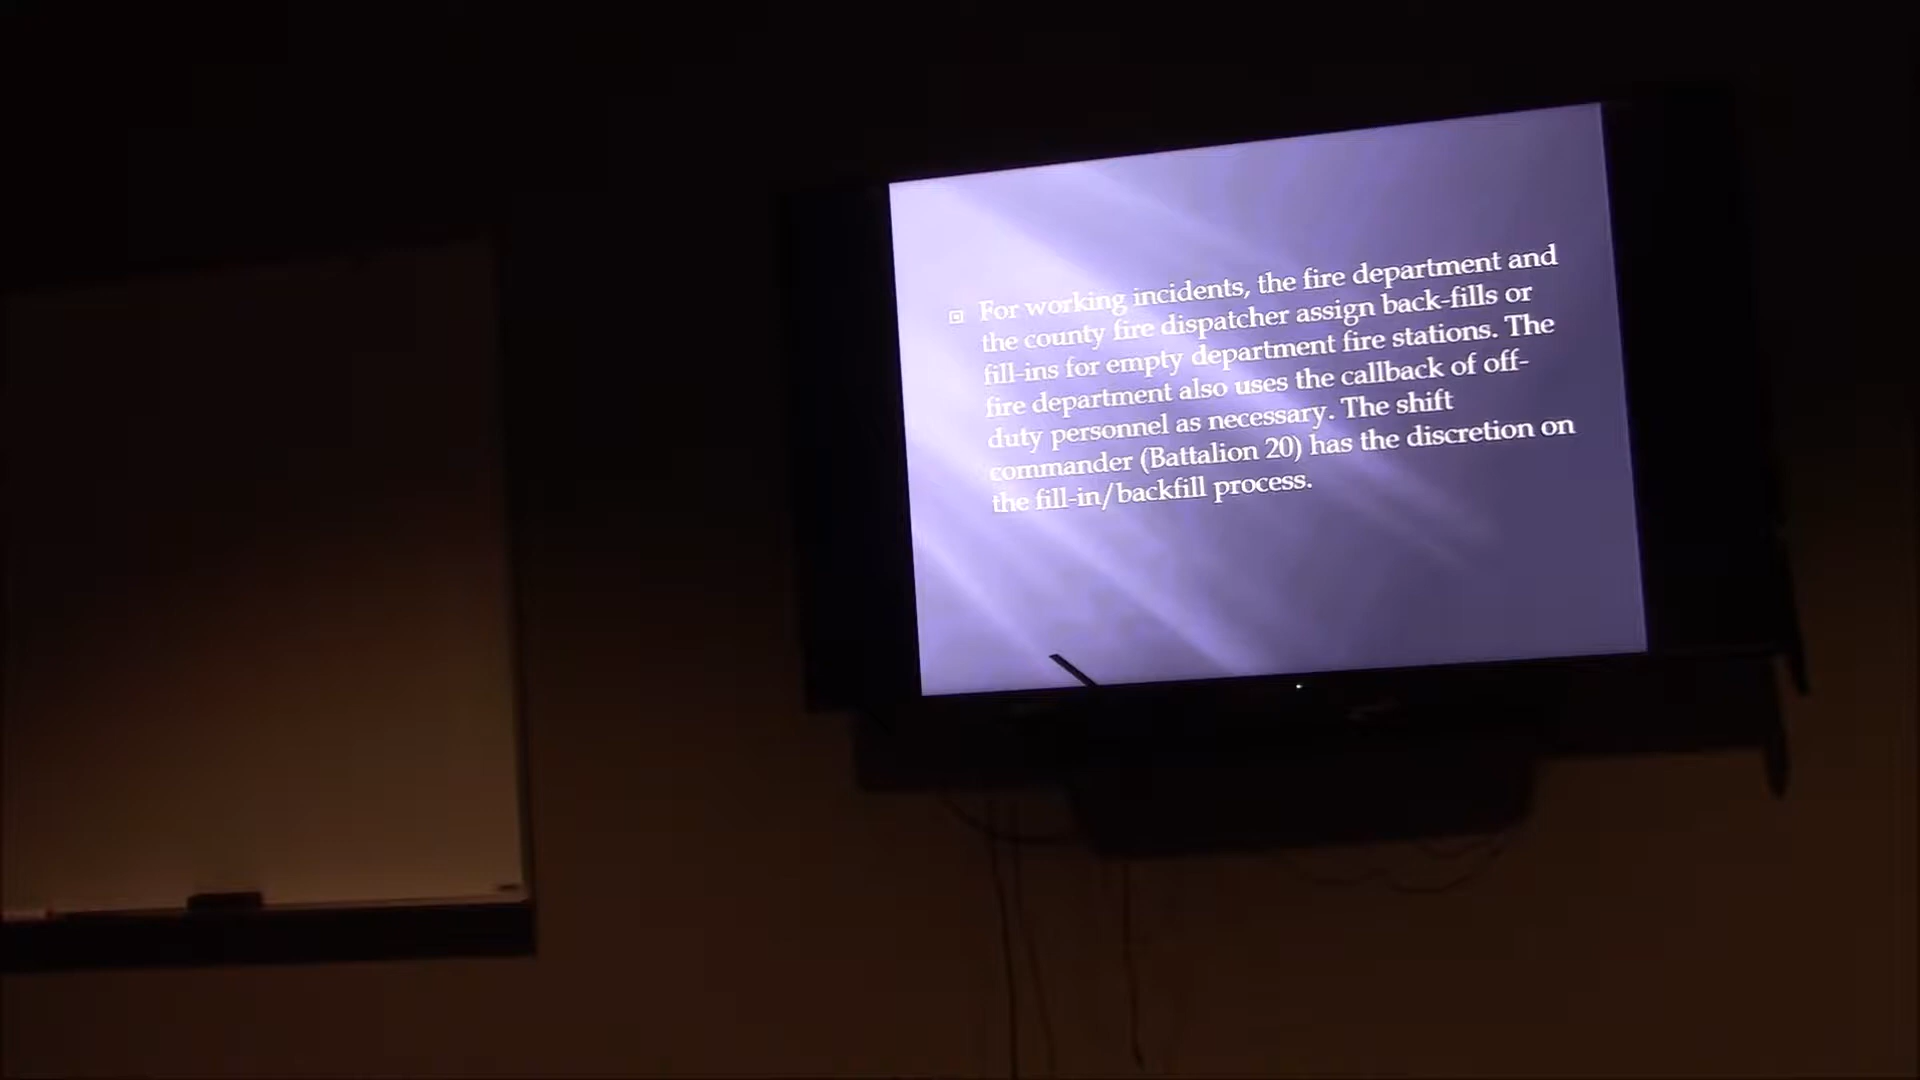 For working incidents, the fire department and
the county fire dispatcher assign back-fills or
fill-ins for empty department fire stations. The
fire department also uses the callback of off-
duty personnel as necessary. The shift
commander (Battalion 20) has the discretion on
the fill-in/backfill process.